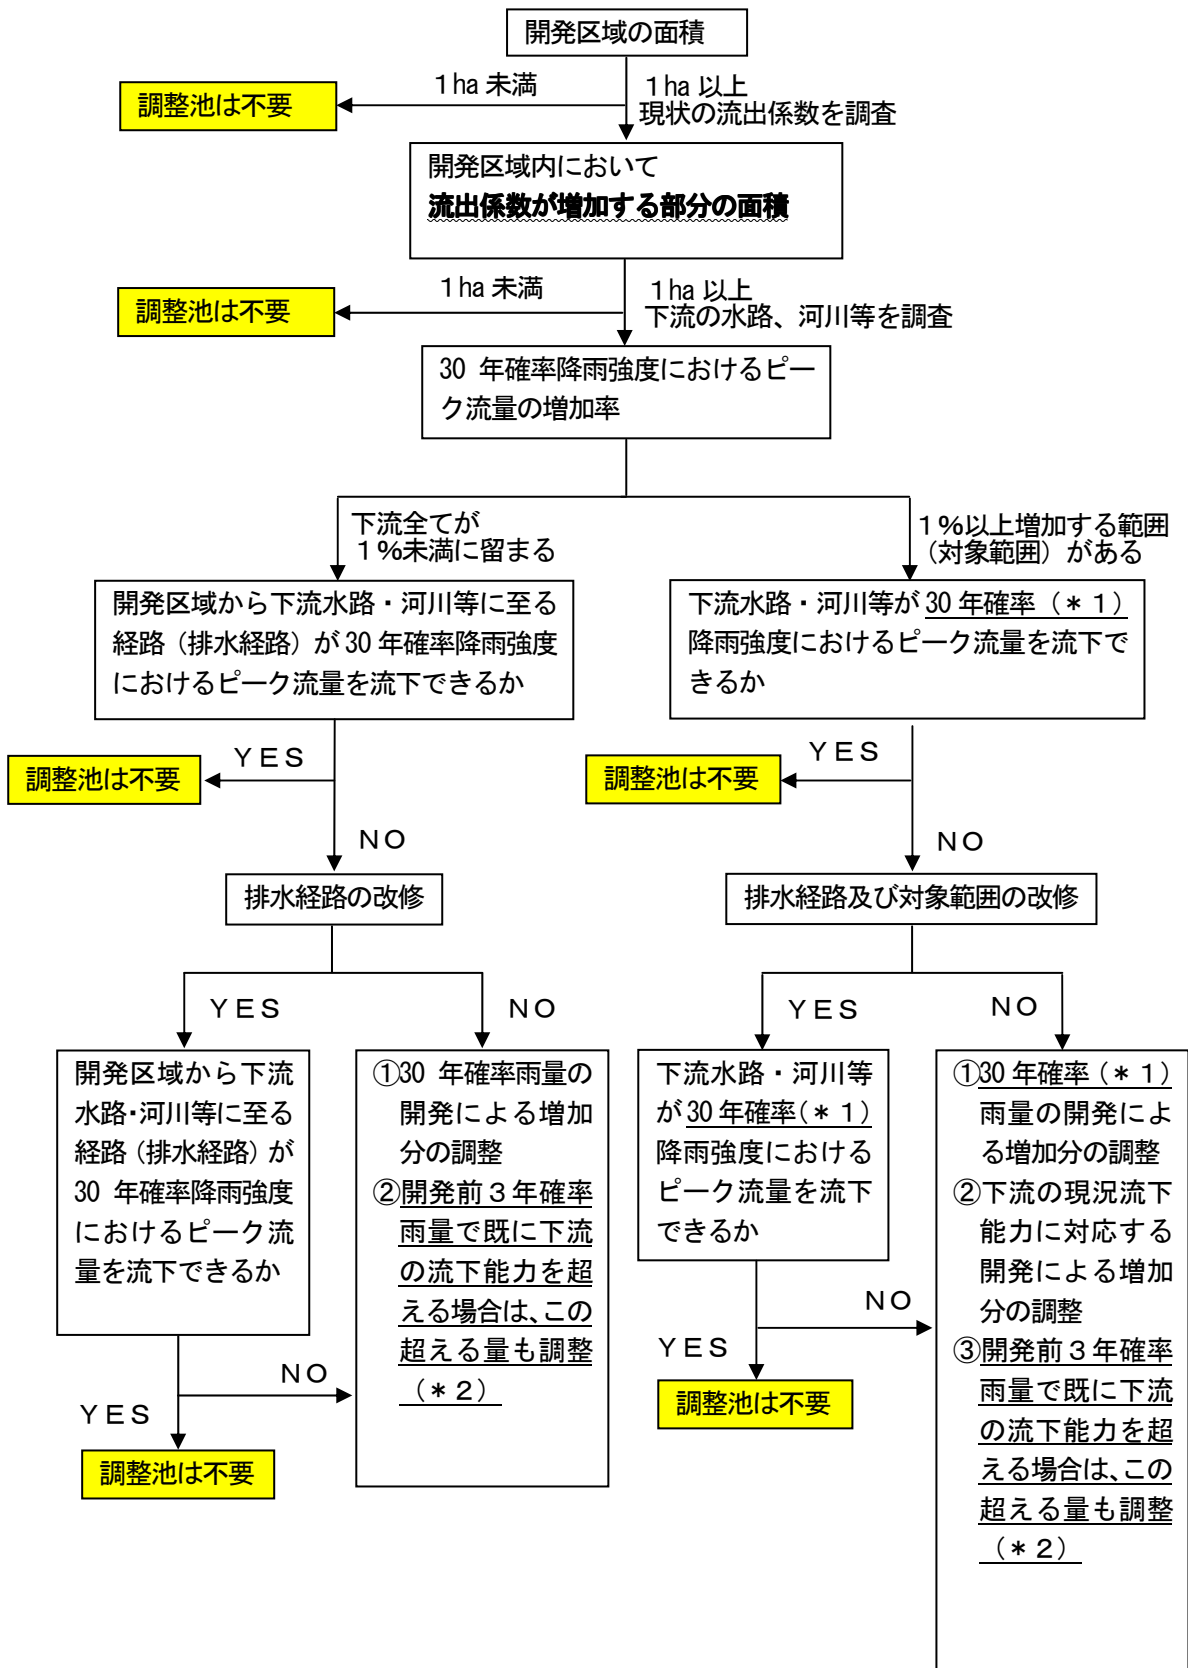 開発区域の面積
1ha 未満
1ha 以上
調整池は不要
現状の流出係数を調査
開発区域内において
流出係数が増加する部分の面積
1ha 未満
1ha 以上
調整池は不要
下流の水路、河川等を調査
30 年確率降雨強度におけるピー
ク流量の増加率
下流全てが
１%未満に留まる
１%以上増加する範囲
（対象範囲）がある
開発区域から下流水路・河川等に至る
経路（排水経路）が 30 年確率降雨強度
におけるピーク流量を流下できるか
下流水路・河川等が 30 年確率（＊１）
降雨強度におけるピーク流量を流下で
きるか
ＹＥＳ
調整池は不要
ＹＥＳ
調整池は不要
ＮＯ
ＮＯ
排水経路の改修
排水経路及び対象範囲の改修
ＹＥＳ
ＮＯ
ＹＥＳ
ＮＯ
開発区域から下流
水路・河川等に至る
経路（排水経路）が
30 年確率降雨強度
におけるピーク流
量を流下できるか
①30 年確率雨量の
開発による増加
分の調整
②開発前３年確率
雨量で既に下流
の流下能力を超
える場合は、この
超える量も調整
（＊２）
下流水路・河川等
が 30 年確率（＊１）
降雨強度における
ピーク流量を流下
できるか
①30 年確率（＊１）
雨量の開発によ
る増加分の調整
②下流の現況流下
能力に対応する
開発による増加
分の調整
③開発前３年確率
雨量で既に下流
の流下能力を超
える場合は、この
超える量も調整
（＊２）
ＮＯ
ＹＥＳ
調整池は不要
ＮＯ
ＹＥＳ
調整池は不要